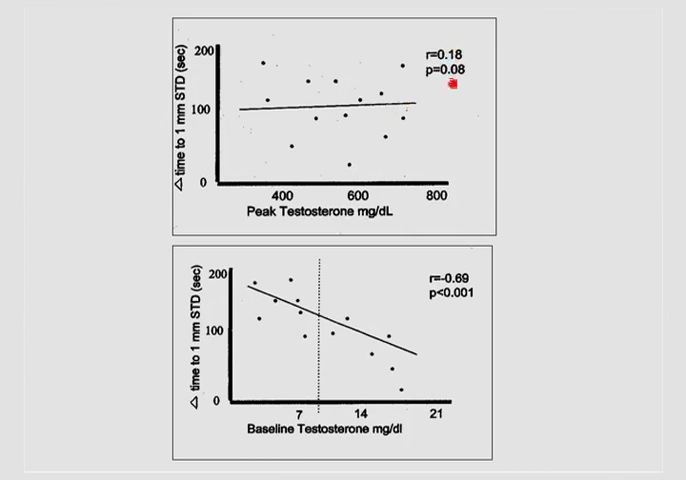 r=0.18
p=0.08
△ time to 1 mm STD (sec)
200
100
0
400 600 800
Peak Testosterone mg/dL
r=-0.69
p<0.001
△ time to 1 mm STD (sec)
200
100
0
7 14 21
Baseline Testosterone mg/dl